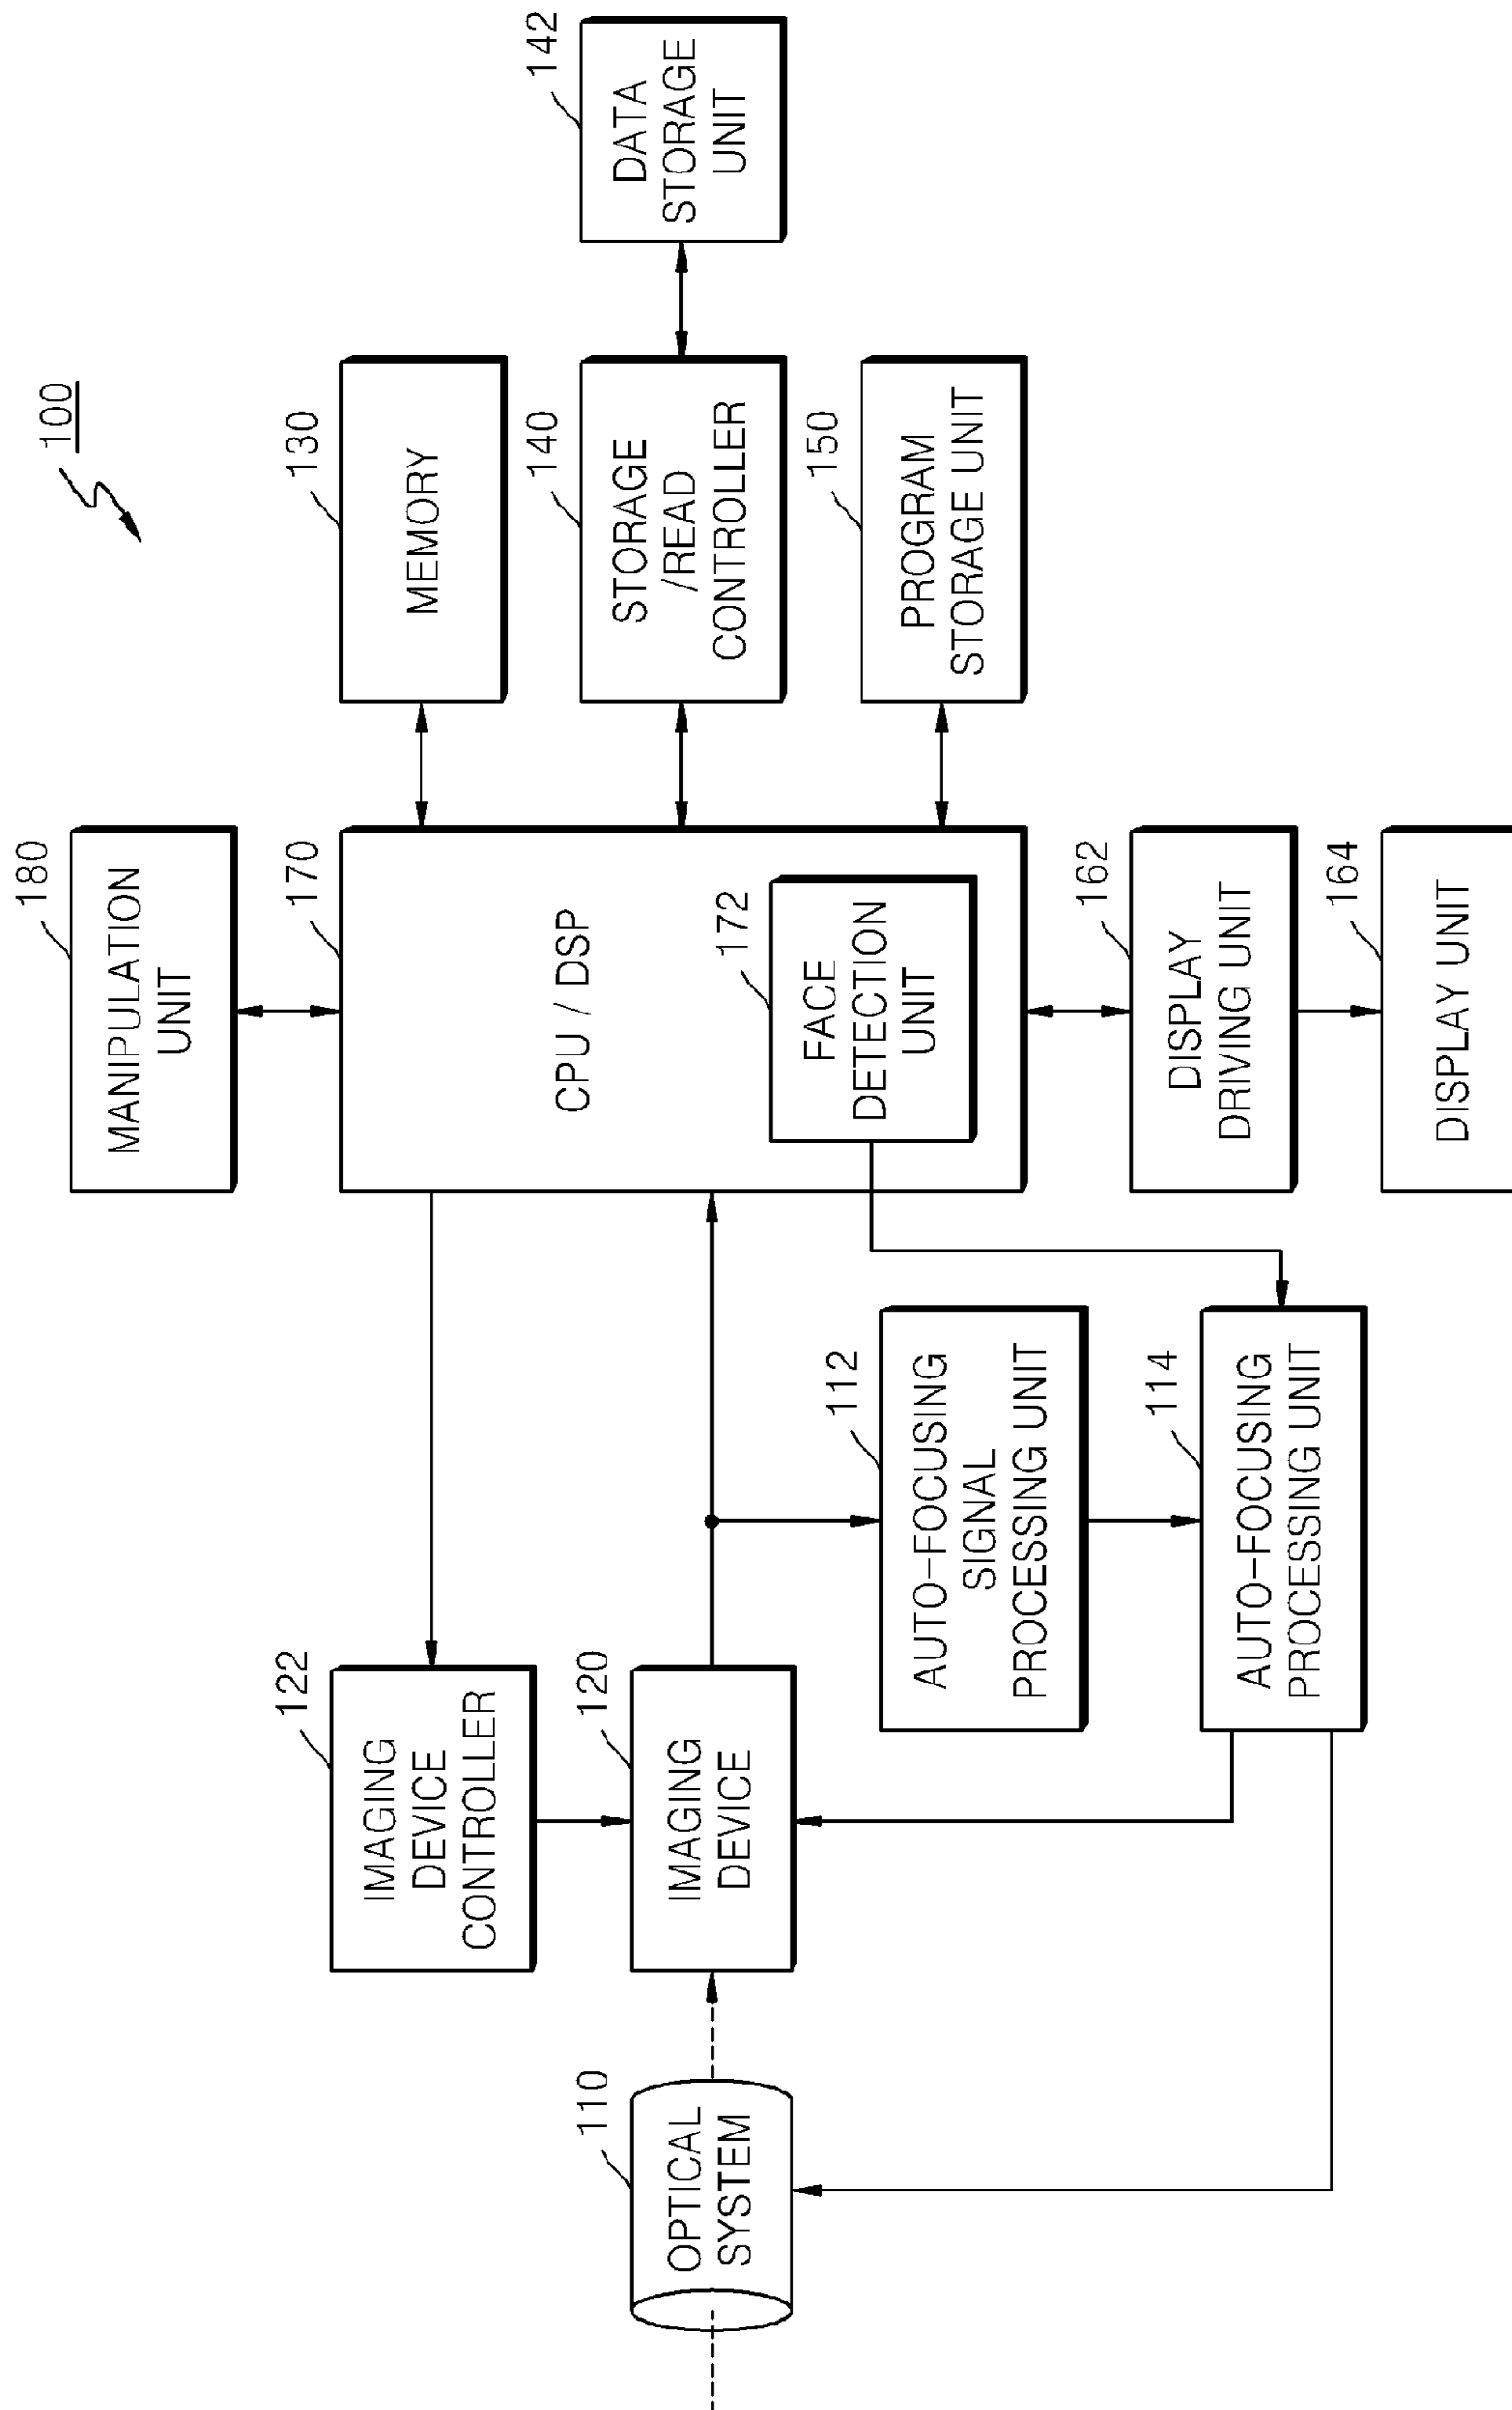 100
180
MANIPULATION
UNIT
170
CPU / DSP
172
FACE
DETECTION
UNIT
130
MEMORY
140
STORAGE
/READ
CONTROLLER
142
DATA
STORAGE
UNIT
150
PROGRAM
STORAGE UNIT
122
IMAGING
DEVICE
CONTROLLER
110
OPTICAL
SYSTEM
120
IMAGING
DEVICE
112
AUTO-FOCUSING
SIGNAL
PROCESSING UNIT
114
AUTO-FOCUSING
PROCESSING UNIT
162
DISPLAY
DRIVING UNIT
164
DISPLAY UNIT